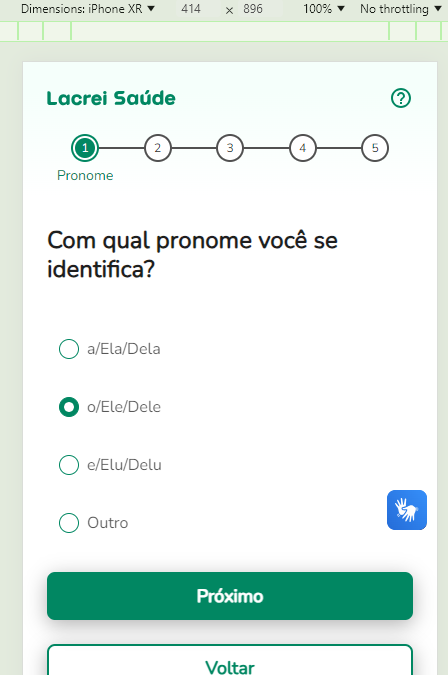 Dimensions: iPhone XR ▼ 414 × 896 100% ▼ No throttling ▼
Lacrei Saúde
1 2 3 4 5
Pronome
Com qual pronome você se
identifica?
a/Ela/Dela
o/Ele/Dele
e/Elu/Delu
Outro
Próximo
Voltar